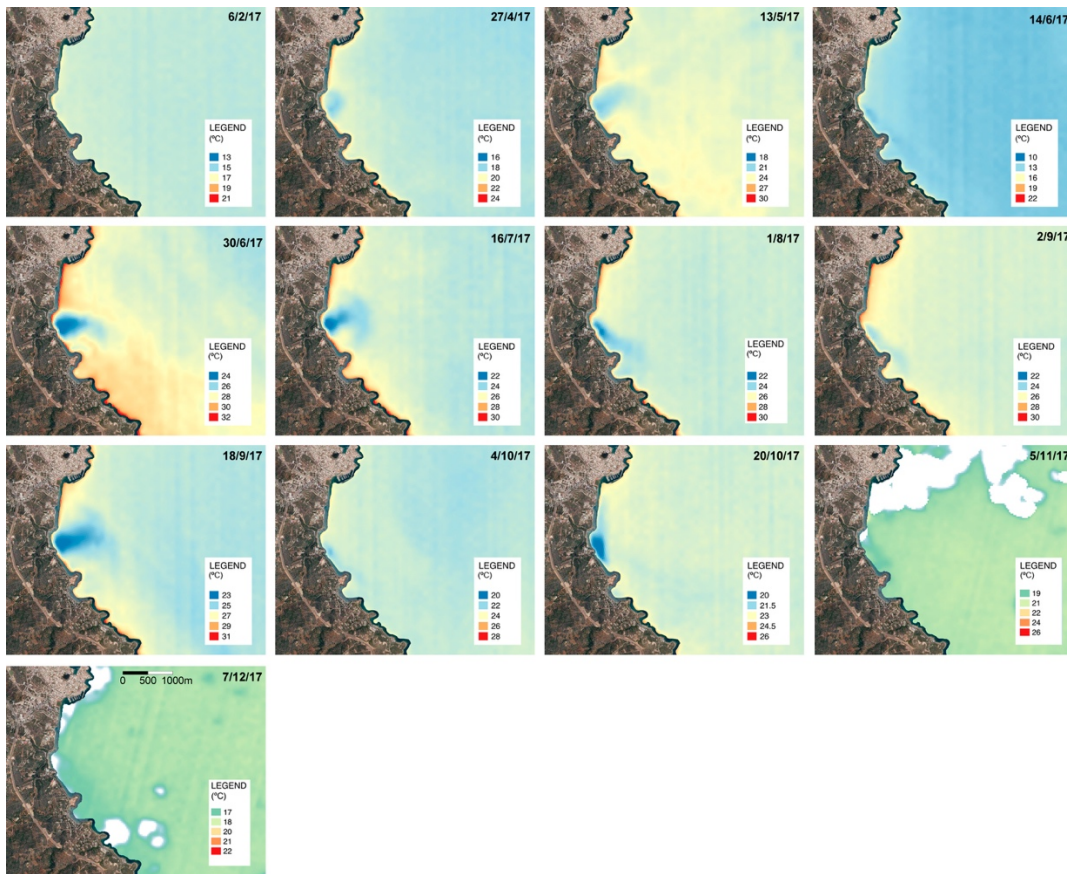 6/2/17
LEGEND
(ºC)
13
15
17
19
21
27/4/17
LEGEND
(ºC)
16
18
20
22
24
13/5/17
LEGEND
(ºC)
18
21
24
27
30
14/6/17
LEGEND
(ºC)
10
13
16
19
22
30/6/17
LEGEND
(ºC)
24
26
28
30
32
16/7/17
LEGEND
(ºC)
22
24
26
28
30
1/8/17
LEGEND
(ºC)
22
24
26
28
30
2/9/17
LEGEND
(ºC)
22
24
26
28
30
18/9/17
LEGEND
(ºC)
23
25
27
29
31
4/10/17
LEGEND
(ºC)
20
22
24
26
28
20/10/17
LEGEND
(ºC)
20
21.5
23
24.5
26
5/11/17
LEGEND
(ºC)
19
21
22
24
26
7/12/17
0 500 1000m
LEGEND
(ºC)
17
18
20
21
22